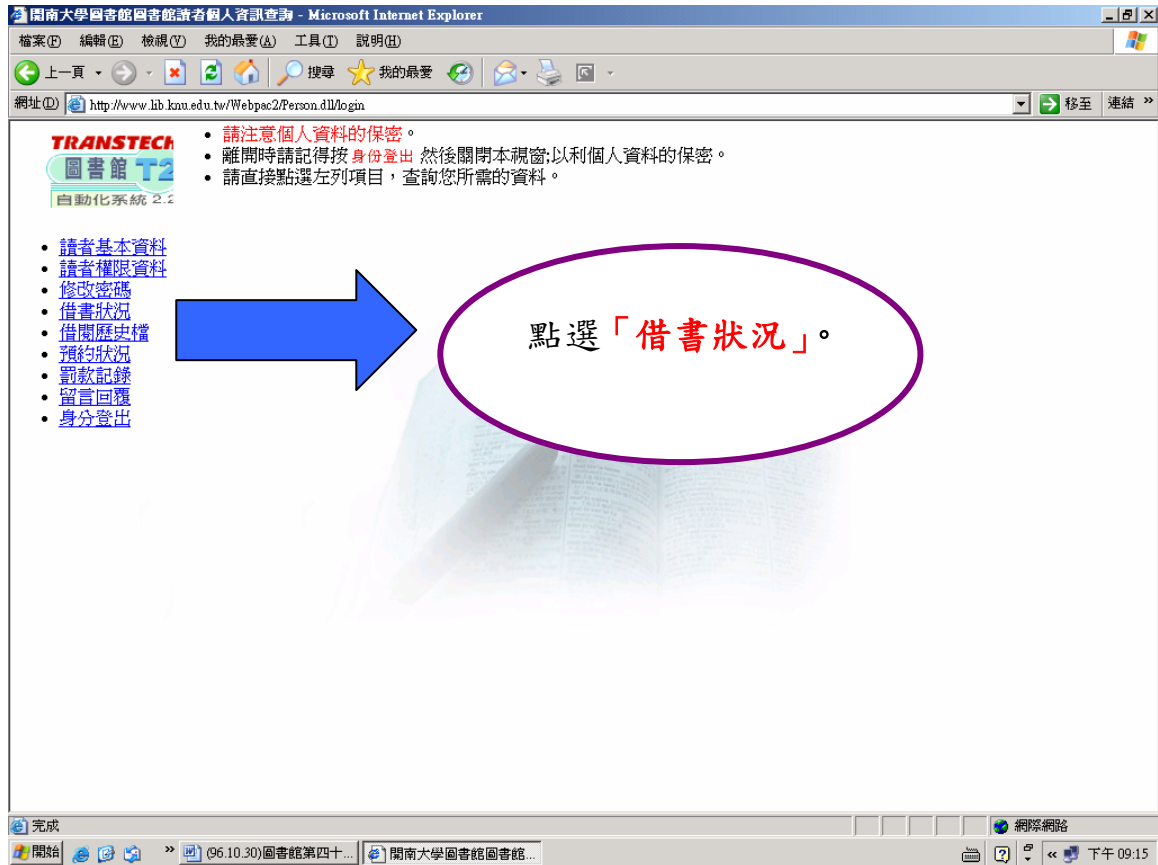 開南大學圖書館圖書館讀者個人資訊查詢 - Microsoft Internet Explorer
檔案(F) 編輯(E) 檢視(V) 我的最愛(A) 工具(T) 說明(H)
上一頁 搜尋 我的最愛
網址(D) http://www.lib.knu.edu.tw/Webpac2/Person.dll/login 移至 連結 »
TRANSTECH
圖書館 T2
自動化系統 2.2
• 請注意個人資料的保密。
• 離開時請記得按 身份登出 然後關閉本視窗;以利個人資料的保密。
• 請直接點選左列項目，查詢您所需的資料。
• 讀者基本資料
• 讀者權限資料
• 修改密碼
• 借書狀況
• 借閱歷史檔
• 預約狀況
• 罰款記錄
• 留言回覆
• 身分登出
點選「借書狀況」。
完成 網際網路
開始 » (96.10.30)圖書館第四十... 開南大學圖書館圖書館... « 下午 09:15